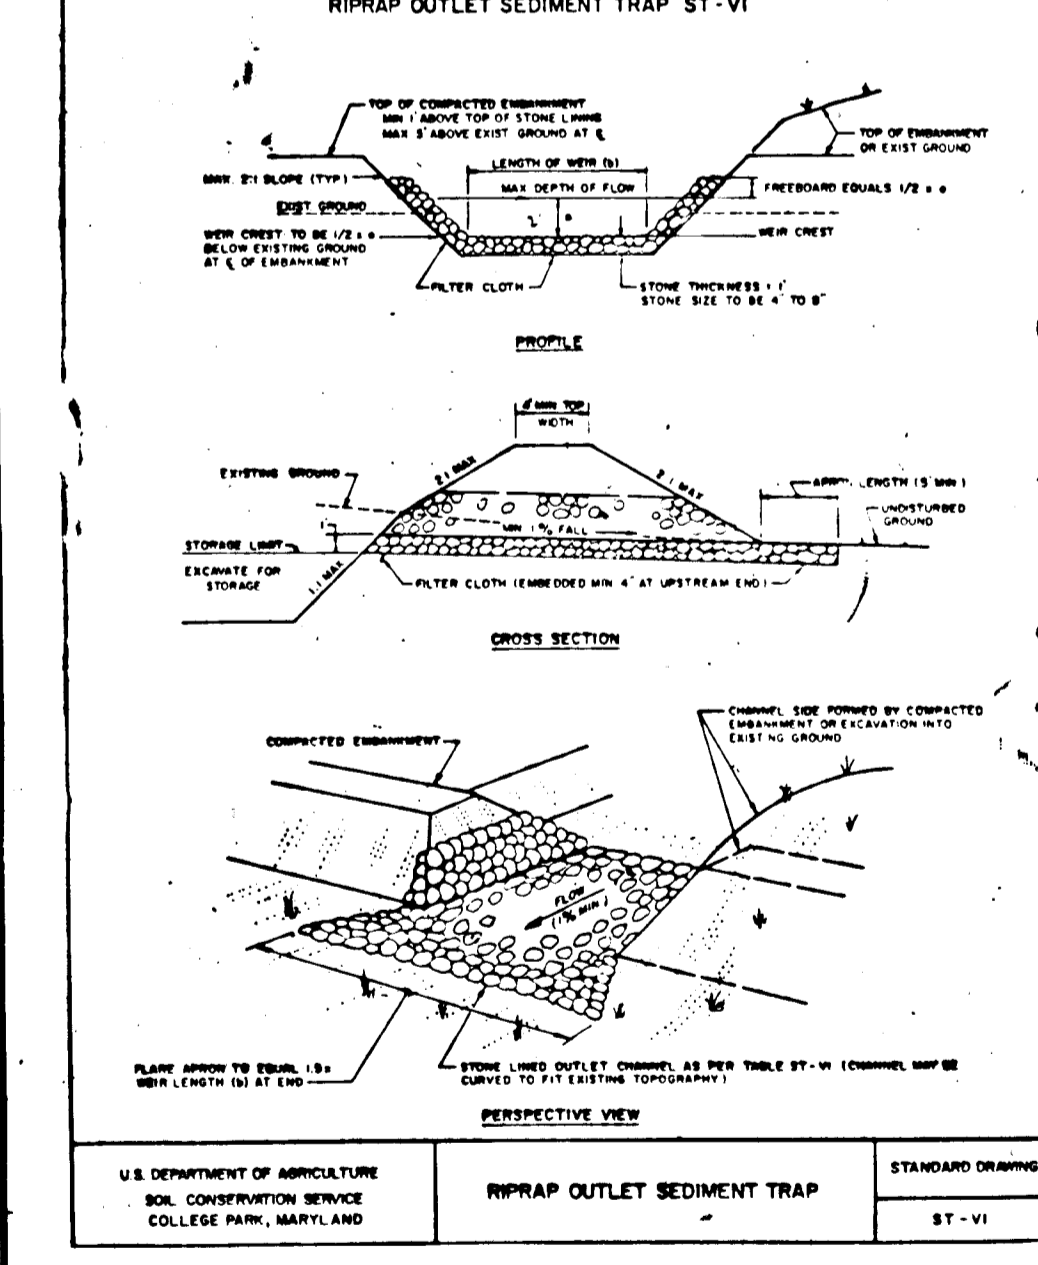 RIPRAP OUTLET SEDIMENT TRAP ST-VI
TOP OF COMPACTED EMBANKMENT
MIN 1' ABOVE TOP OF STONE LINING
MAX 5' ABOVE EXIST GROUND AT ℄
TOP OF EMBANKMENT
OR EXIST GROUND
LENGTH OF WEIR (b)
MAX. 2:1 SLOPE (TYP)
MAX DEPTH OF FLOW
FREEBOARD EQUALS 1/2 x a
EXIST GROUND
2' a
WEIR CREST TO BE 1/2 x a
BELOW EXISTING GROUND
AT ℄ OF EMBANKMENT
WEIR CREST
FILTER CLOTH
STONE THICKNESS = 1'
STONE SIZE TO BE 4" TO 8"
PROFILE
4' MIN TOP
WIDTH
EXISTING GROUND
2:1 MAX
2:1 MAX
APRON LENGTH (5' MIN)
UNDISTURBED
GROUND
1'
MIN 1% FALL
STORAGE LIMIT
EXCAVATE FOR
STORAGE
1:1 MAX
FILTER CLOTH (EMBEDDED MIN 4" AT UPSTREAM END)
CROSS SECTION
CHANNEL SIDE FORMED BY COMPACTED
EMBANKMENT OR EXCAVATION INTO
EXISTING GROUND
COMPACTED EMBANKMENT
FLOW
(1% MIN)
FLARE APRON TO EQUAL 1.5x
WEIR LENGTH (b) AT END
STONE LINED OUTLET CHANNEL AS PER TABLE ST-VI (CHANNEL MAY BE
CURVED TO FIT EXISTING TOPOGRAPHY)
PERSPECTIVE VIEW
U.S. DEPARTMENT OF AGRICULTURE
SOIL CONSERVATION SERVICE
COLLEGE PARK, MARYLAND
RIPRAP OUTLET SEDIMENT TRAP
STANDARD DRAWING
ST-VI